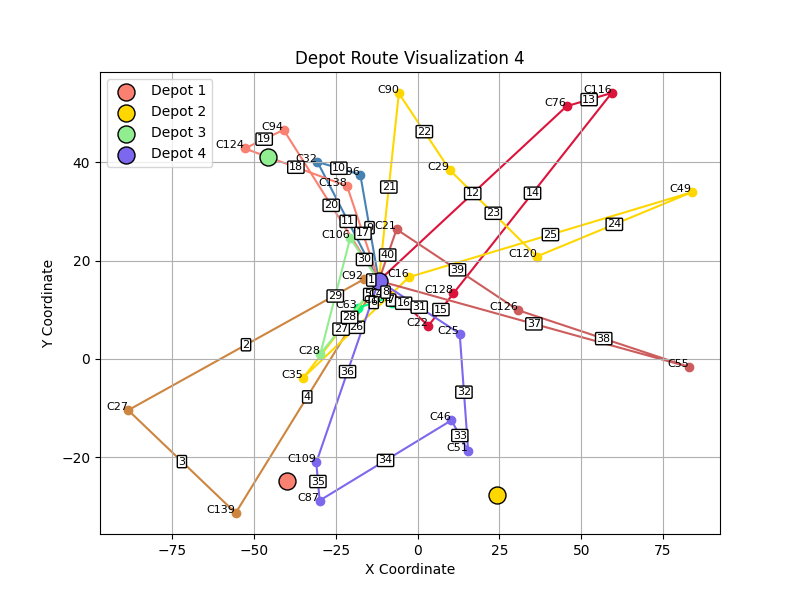 Depot Route Visualization 4
Depot 1
Depot 2
Depot 3
Depot 4
C90
C76
C116
13
C94
C124
19
22
C32
10
18
C138
C29
21
12
14
C49
20
23
11
17
C21
24
C106
25
40
C120
30
39
C92
1
C16
29
C128
16
31
15
C126
C63
28
C22
37
27
26
C25
38
2
C28
C55
36
C35
32
4
C27
C46
33
C51
3
C109
34
35
C87
C139
Y Coordinate
40
20
0
−20
−75
−50
−25
0
25
50
75
X Coordinate